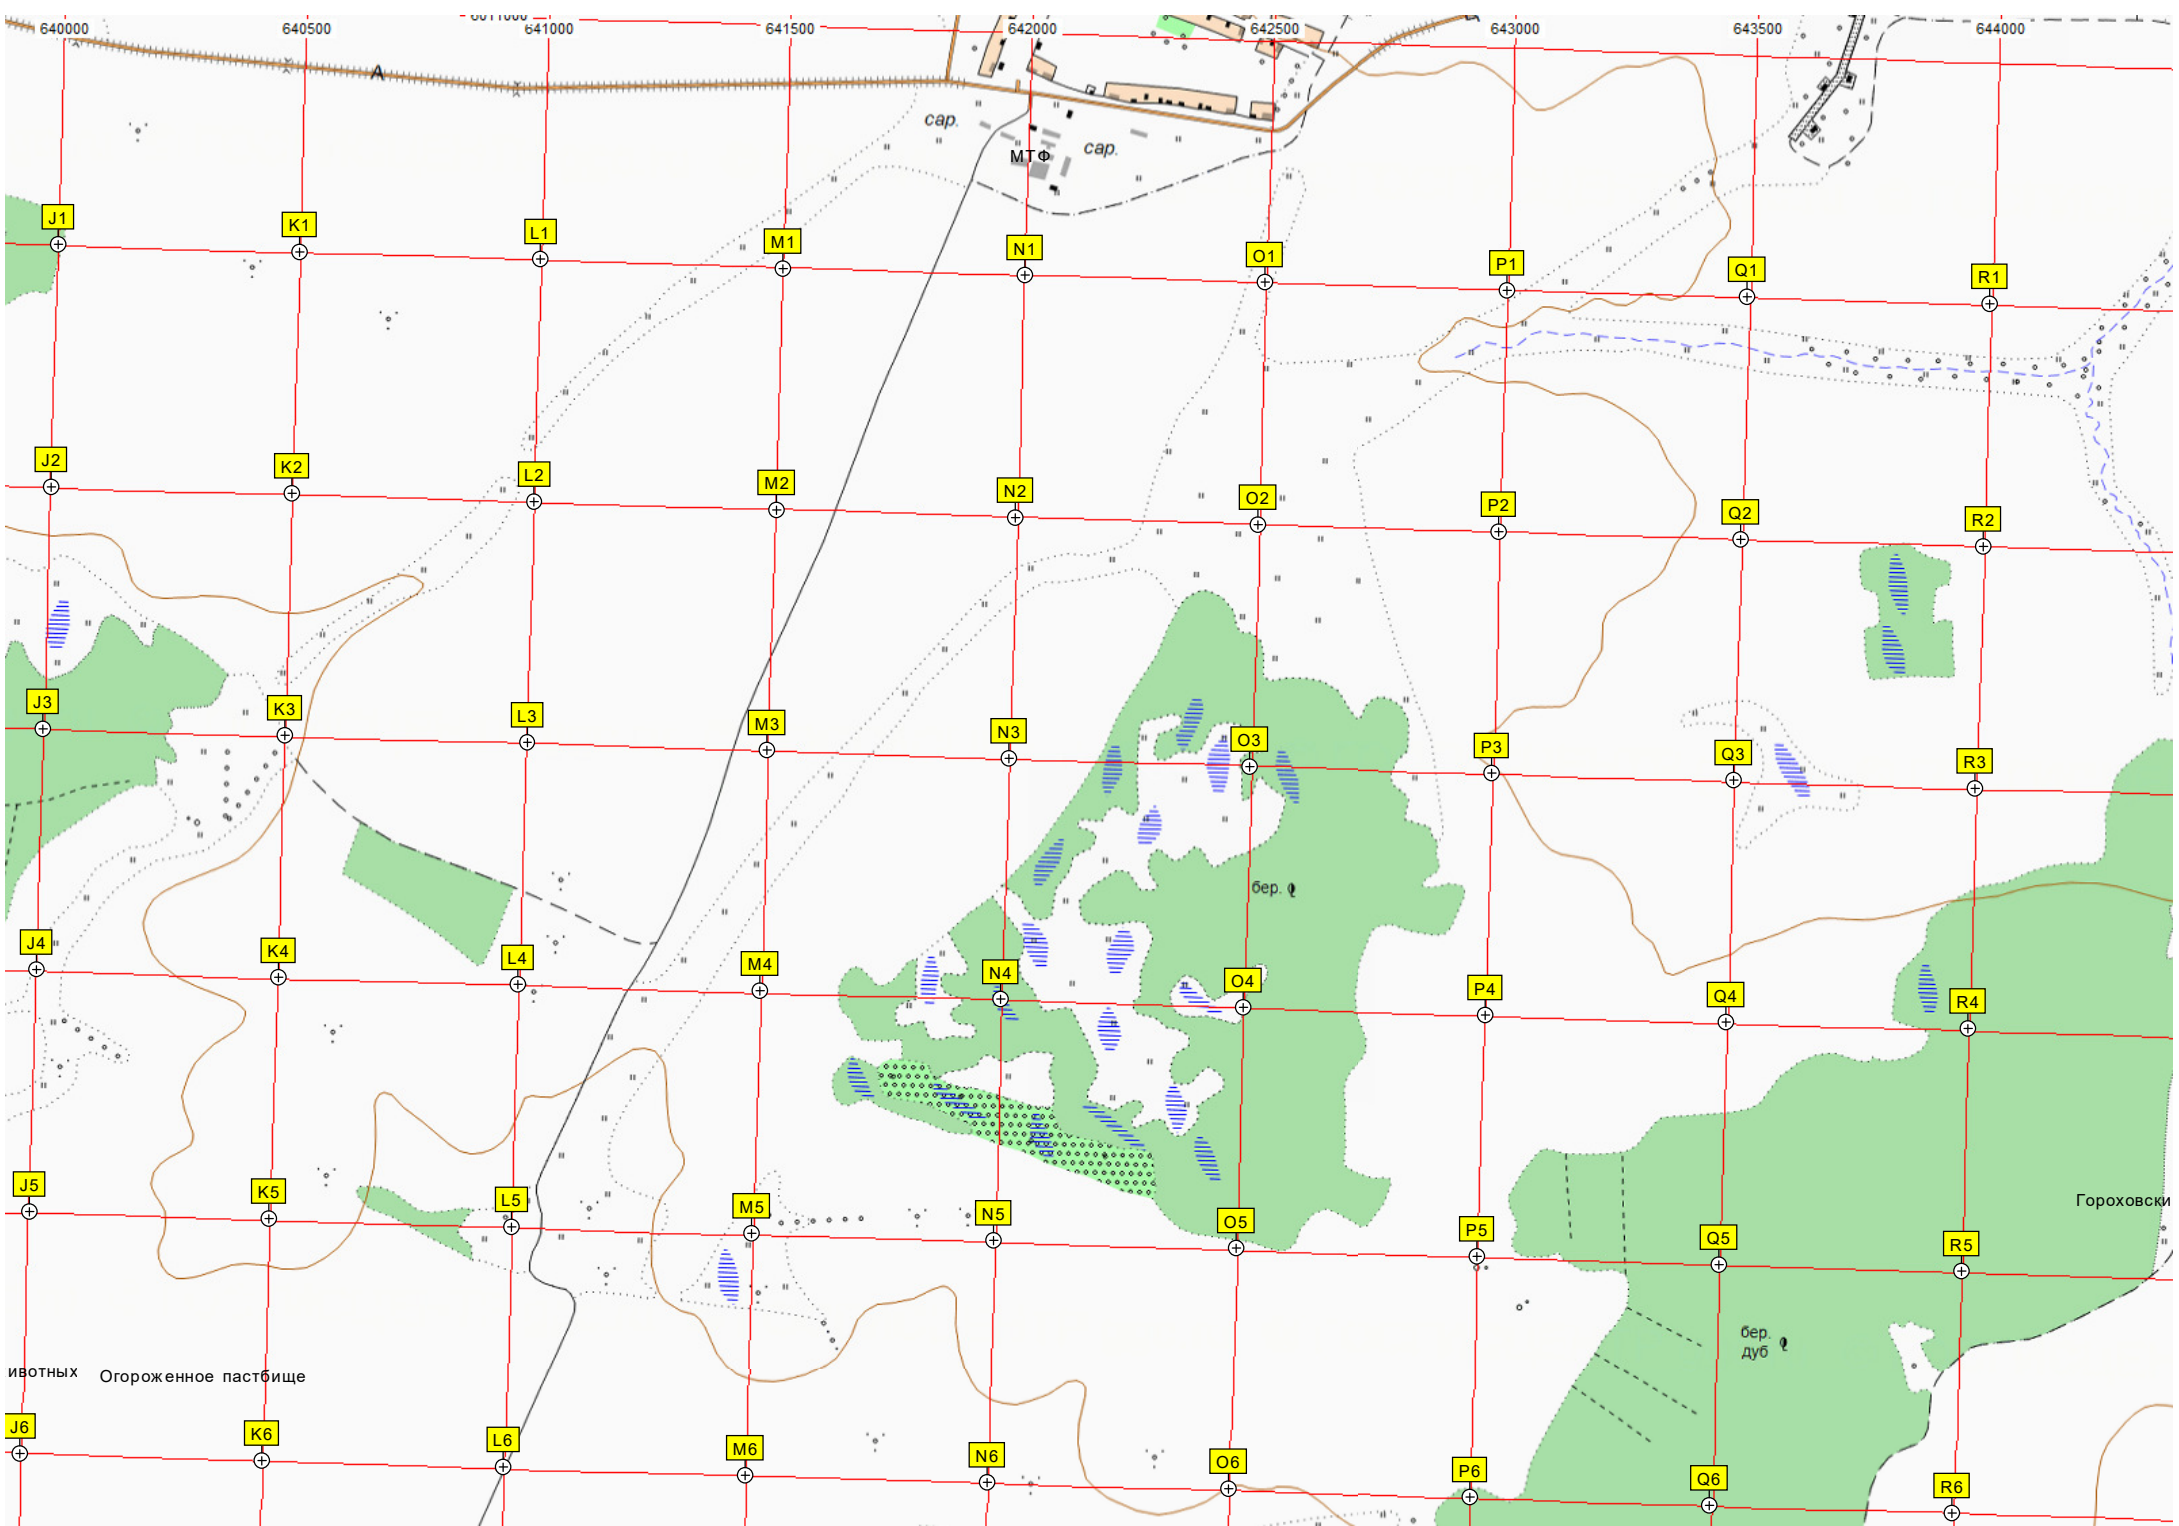 6011000
640000 640500 641000 641500 642000 642500 643000 643500 644000
А
сар.
МТФ
сар.
J1 K1 L1 M1 N1 O1 P1 Q1 R1
J2 K2 L2 M2 N2 O2 P2 Q2 R2
J3 K3 L3 M3 N3 O3 P3 Q3 R3
бер.
J4 K4 L4 M4 N4 O4 P4 Q4 R4
J5 K5 L5 M5 N5 O5 P5 Q5 R5
Гороховски
бер.
дуб
ивотных Огороженное пастбище
J6 K6 L6 M6 N6 O6 P6 Q6 R6